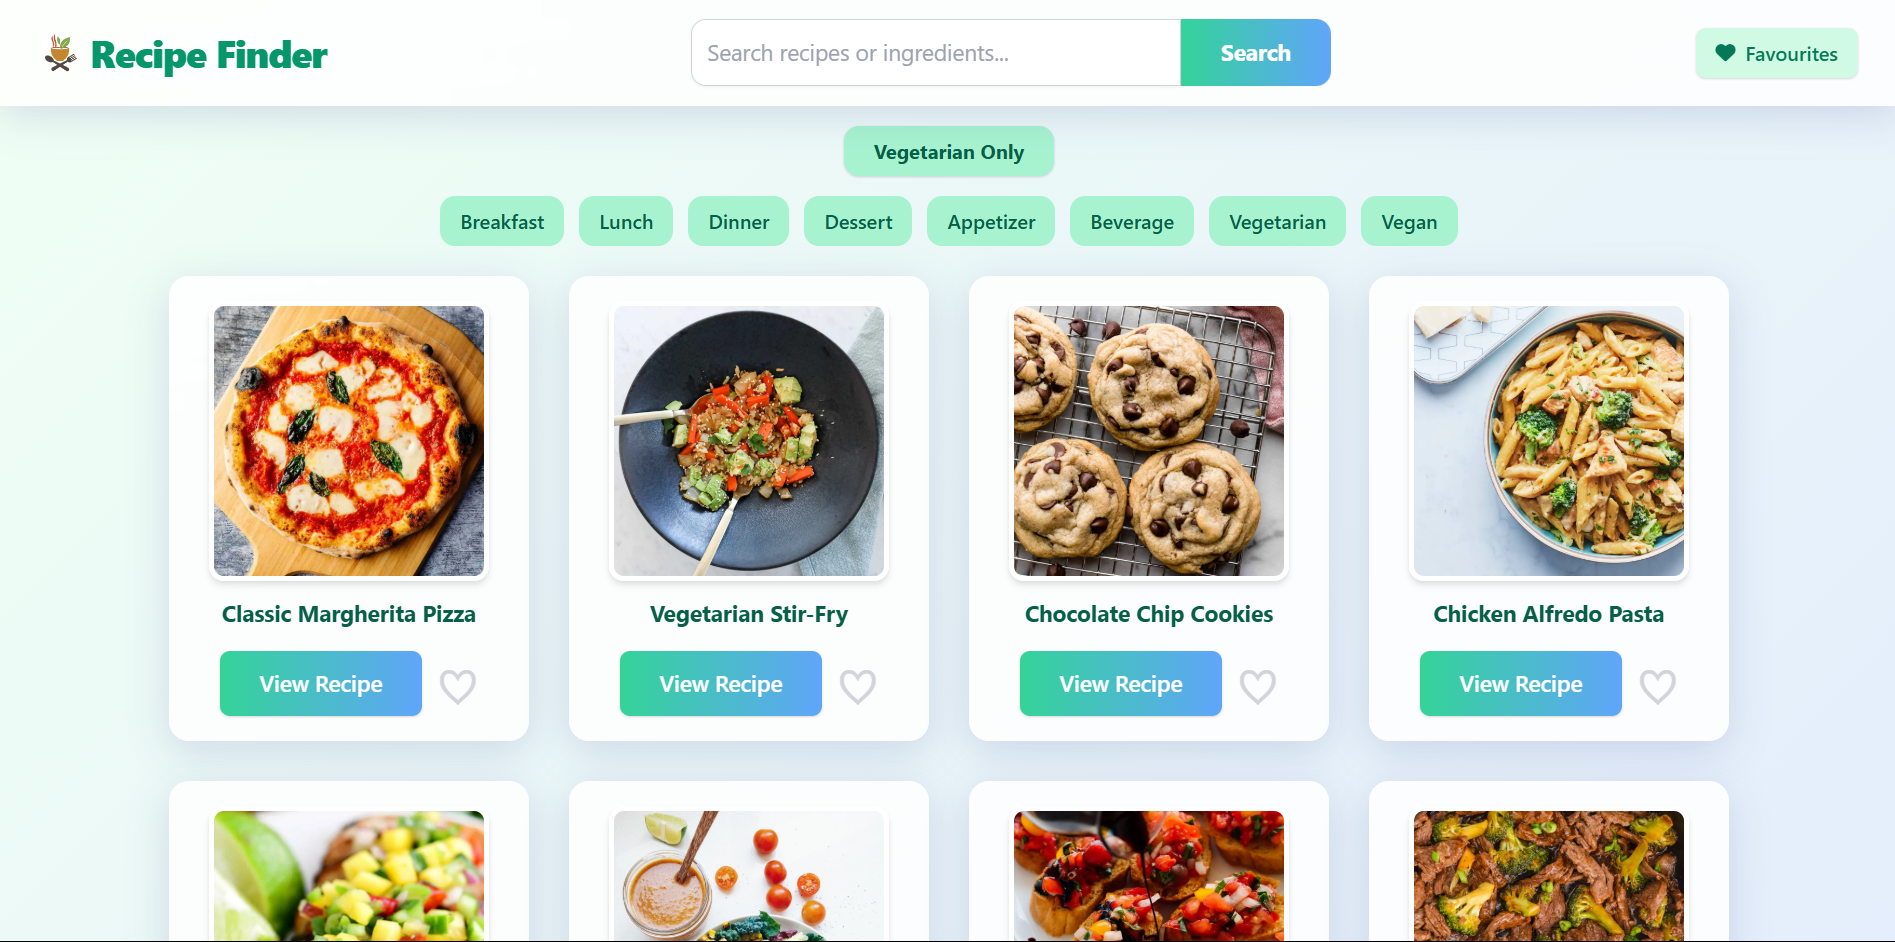 Recipe Finder
Search recipes or ingredients...
Search
Favourites
Vegetarian Only
Breakfast
Lunch
Dinner
Dessert
Appetizer
Beverage
Vegetarian
Vegan
Classic Margherita Pizza
Vegetarian Stir-Fry
Chocolate Chip Cookies
Chicken Alfredo Pasta
View Recipe
View Recipe
View Recipe
View Recipe